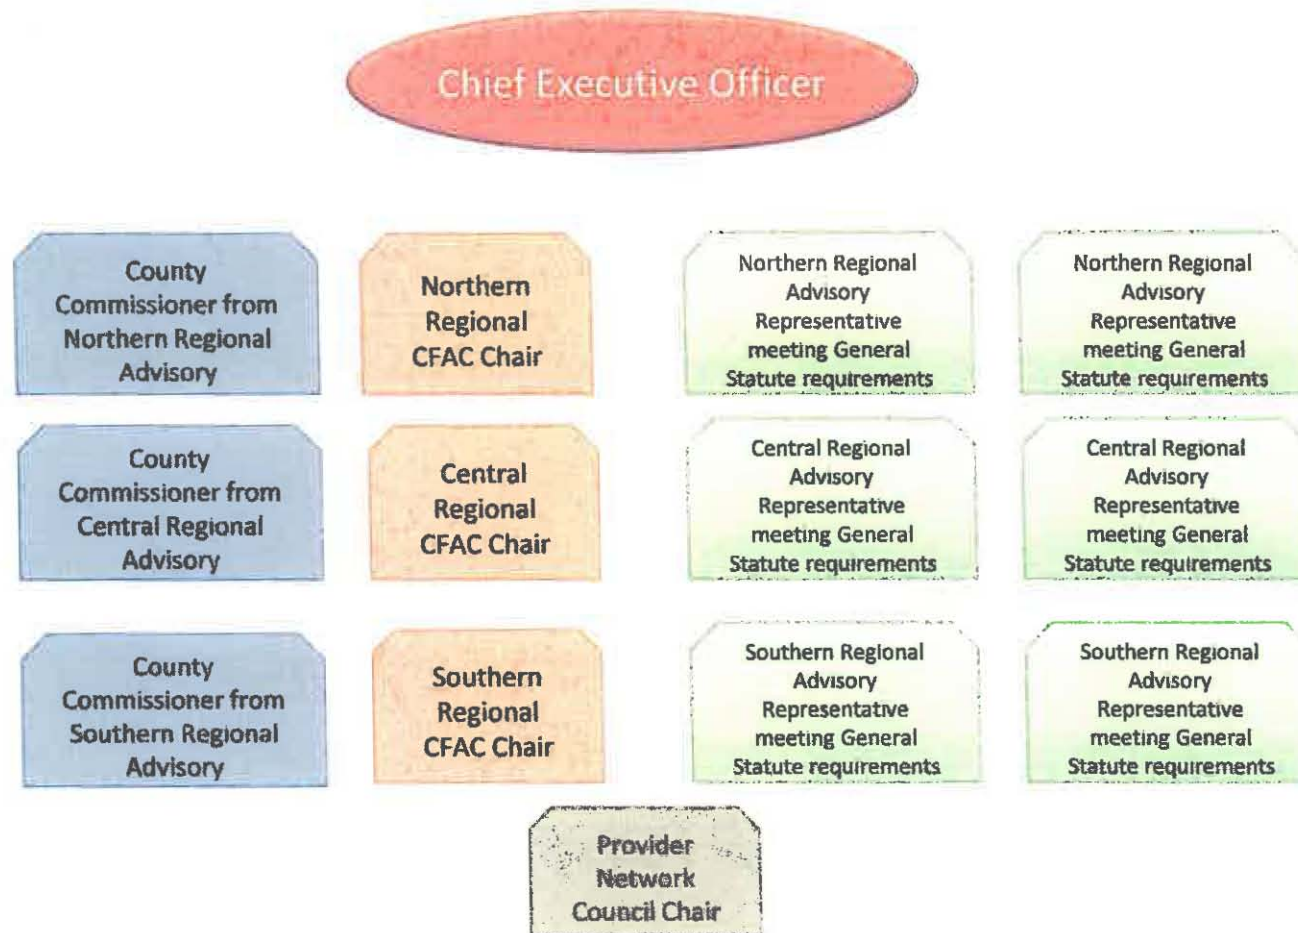 Chief Executive Officer
County
Commissioner from
Northern Regional
Advisory
Northern
Regional
CFAC Chair
Northern Regional
Advisory
Representative
meeting General
Statute requirements
Northern Regional
Advisory
Representative
meeting General
Statute requirements
County
Commissioner from
Central Regional
Advisory
Central
Regional
CFAC Chair
Central Regional
Advisory
Representative
meeting General
Statute requirements
Central Regional
Advisory
Representative
meeting General
Statute requirements
County
Commissioner from
Southern Regional
Advisory
Southern
Regional
CFAC Chair
Southern Regional
Advisory
Representative
meeting General
Statute requirements
Southern Regional
Advisory
Representative
meeting General
Statute requirements
Provider
Network
Council Chair